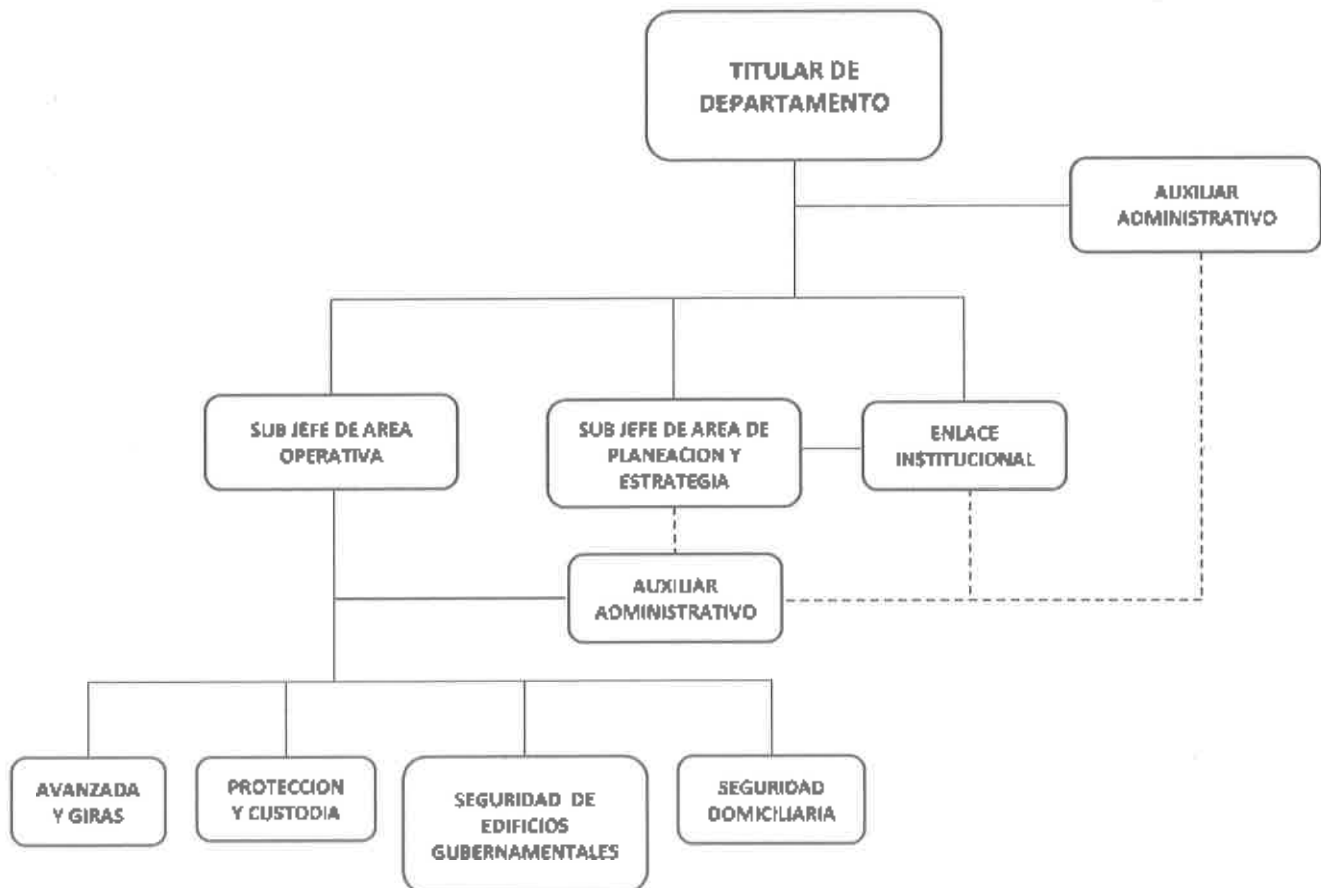 TITULAR DE
DEPARTAMENTO
AUXILIAR
ADMINISTRATIVO
SUB JEFE DE AREA
OPERATIVA
SUB JEFE DE AREA DE
PLANEACION Y
ESTRATEGIA
ENLACE
INSTITUCIONAL
AUXILIAR
ADMINISTRATIVO
AVANZADA
Y GIRAS
PROTECCION
Y CUSTODIA
SEGURIDAD DE
EDIFICIOS
GUBERNAMENTALES
SEGURIDAD
DOMICILIARIA